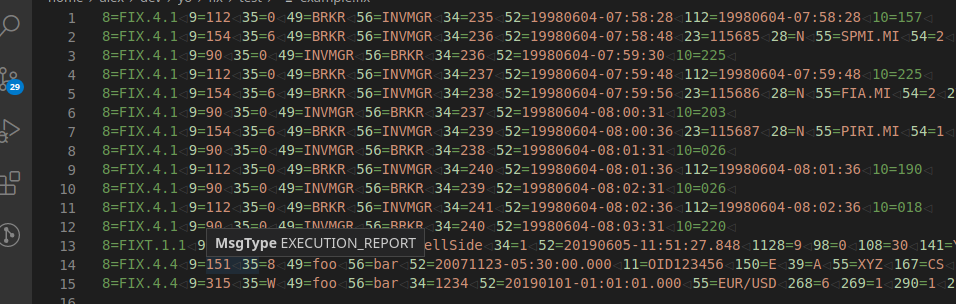 home > alex > dev > yo > fix > test > example.fix
1 8=FIX.4.1◁9=112◁35=0◁49=BRKR◁56=INVMGR◁34=235◁52=19980604-07:58:28◁112=19980604-07:58:28◁10=157◁
2 8=FIX.4.1◁9=154◁35=6◁49=BRKR◁56=INVMGR◁34=236◁52=19980604-07:58:48◁23=115685◁28=N◁55=SPMI.MI◁54=2◁
3 8=FIX.4.1◁9=90◁35=0◁49=INVMGR◁56=BRKR◁34=236◁52=19980604-07:59:30◁10=225◁
4 8=FIX.4.1◁9=112◁35=0◁49=BRKR◁56=INVMGR◁34=237◁52=19980604-07:59:48◁112=19980604-07:59:48◁10=225◁
5 8=FIX.4.1◁9=154◁35=6◁49=BRKR◁56=INVMGR◁34=238◁52=19980604-07:59:56◁23=115686◁28=N◁55=FIA.MI◁54=2◁2
6 8=FIX.4.1◁9=90◁35=0◁49=INVMGR◁56=BRKR◁34=237◁52=19980604-08:00:31◁10=203◁
7 8=FIX.4.1◁9=154◁35=6◁49=BRKR◁56=INVMGR◁34=239◁52=19980604-08:00:36◁23=115687◁28=N◁55=PIRI.MI◁54=1◁
8 8=FIX.4.1◁9=90◁35=0◁49=INVMGR◁56=BRKR◁34=238◁52=19980604-08:01:31◁10=026◁
29
9 8=FIX.4.1◁9=112◁35=0◁49=BRKR◁56=INVMGR◁34=240◁52=19980604-08:01:36◁112=19980604-08:01:36◁10=190◁
10 8=FIX.4.1◁9=90◁35=0◁49=INVMGR◁56=BRKR◁34=239◁52=19980604-08:02:31◁10=026◁
11 8=FIX.4.1◁9=112◁35=0◁49=BRKR◁56=INVMGR◁34=241◁52=19980604-08:02:36◁112=19980604-08:02:36◁10=018◁
12 8=FIX.4.1◁9=90◁35=0◁49=INVMGR◁56=BRKR◁34=240◁52=19980604-08:03:31◁10=220◁
MsgType EXECUTION_REPORT
13 8=FIXT.1.1◁9 ellSide◁34=1◁52=20190605-11:51:27.848◁1128=9◁98=0◁108=30◁141=Y
14 8=FIX.4.4◁9=151◁35=8◁49=foo◁56=bar◁52=20071123-05:30:00.000◁11=OID123456◁150=E◁39=A◁55=XYZ◁167=CS
15 8=FIX.4.4◁9=315◁35=W◁49=foo◁56=bar◁34=1234◁52=20190101-01:01:01.000◁55=EUR/USD◁268=6◁269=1◁290=1◁2
16